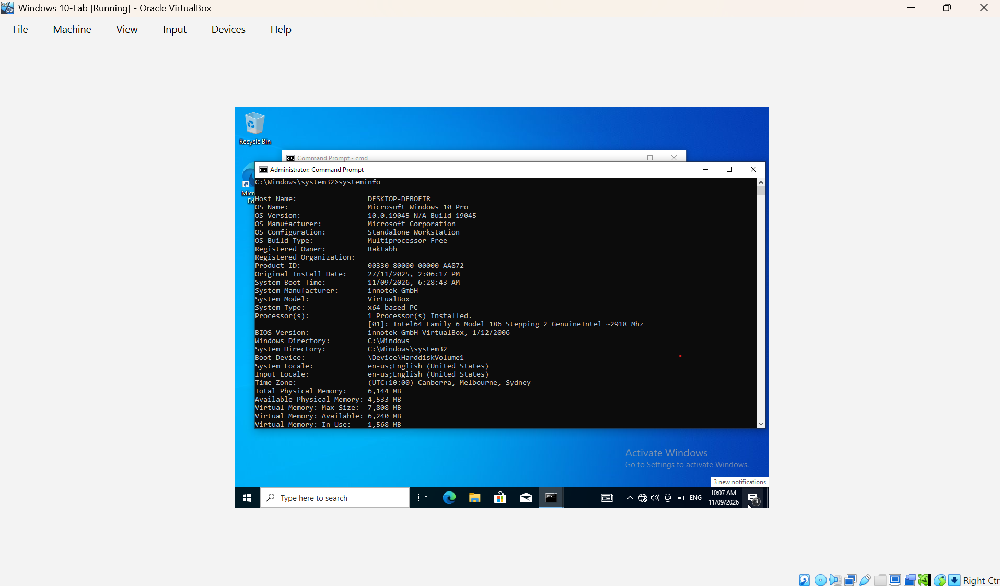 Windows 10-Lab [Running] - Oracle VirtualBox
File Machine View Input Devices Help
Recycle Bin
Command Prompt - cmd
Administrator: Command Prompt
Micr
Ed
C:\Windows\system32>systeminfo
Host Name: DESKTOP-DEBOEIR
OS Name: Microsoft Windows 10 Pro
OS Version: 10.0.19045 N/A Build 19045
OS Manufacturer: Microsoft Corporation
OS Configuration: Standalone Workstation
OS Build Type: Multiprocessor Free
Registered Owner: Raktabh
Registered Organization:
Product ID: 00330-80000-00000-AA872
Original Install Date: 27/11/2025, 2:06:17 PM
System Boot Time: 11/09/2026, 6:28:43 AM
System Manufacturer: innotek GmbH
System Model: VirtualBox
System Type: x64-based PC
Processor(s): 1 Processor(s) Installed.
[01]: Intel64 Family 6 Model 186 Stepping 2 GenuineIntel ~2918 Mhz
BIOS Version: innotek GmbH VirtualBox, 1/12/2006
Windows Directory: C:\Windows
System Directory: C:\Windows\system32
Boot Device: \Device\HarddiskVolume1
System Locale: en-us;English (United States)
Input Locale: en-us;English (United States)
Time Zone: (UTC+10:00) Canberra, Melbourne, Sydney
Total Physical Memory: 6,144 MB
Available Physical Memory: 4,533 MB
Virtual Memory: Max Size: 7,808 MB
Virtual Memory: Available: 6,240 MB
Virtual Memory: In Use: 1,568 MB
Activate Windows
Go to Settings to activate Windows.
3 new notifications
Type here to search
ENG
10:07 AM
11/09/2026
3
Right Ctr